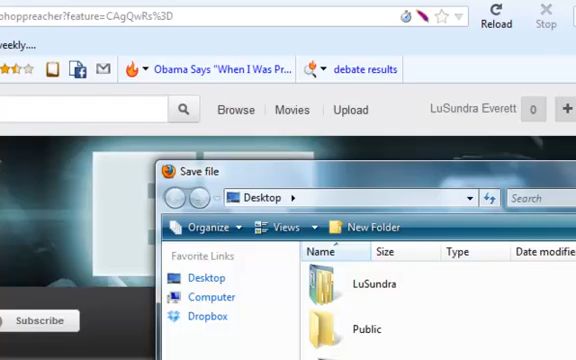 ohoppreacher?feature=CAgQwRs%3D
Reload
Stop
weekly....
Obama Says "When I Was Pr...
debate results
Browse
Movies
Upload
LuSundra Everett
0
+
Save file
Desktop
Search
Organize
Views
New Folder
Favorite Links
Name
Size
Type
Date modifie
Desktop
LuSundra
Computer
Dropbox
Public
Subscribe